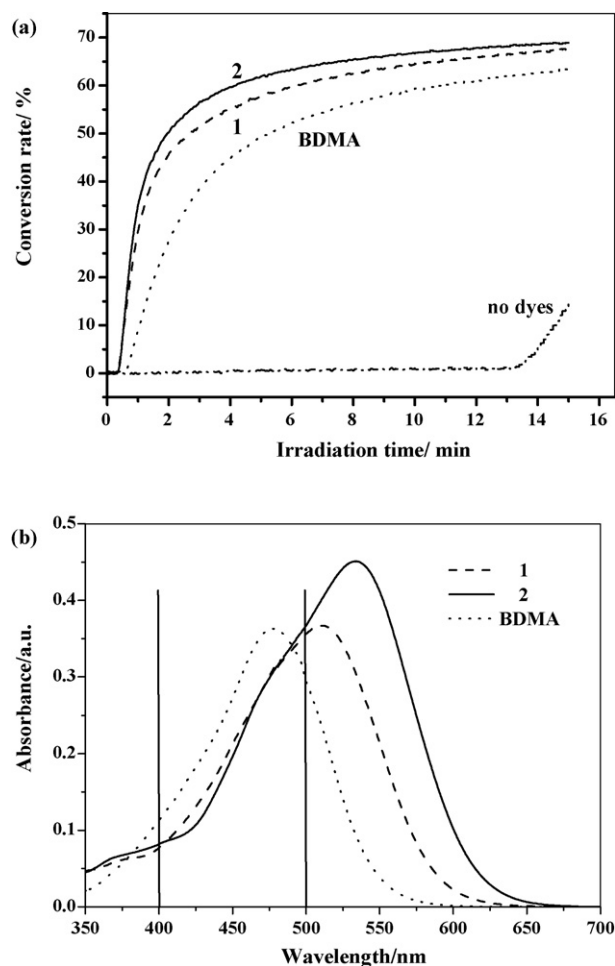 (a)
70
60
50
40
30
20
10
0
Conversion rate/ %
2
1
BDMA
no dyes
0 2 4 6 8 10 12 14 16
Irradiation time/ min
(b)
0.5
0.4
0.3
0.2
0.1
0.0
Absorbance/a.u.
1
2
BDMA
350 400 450 500 550 600 650 700
Wavelength/nm